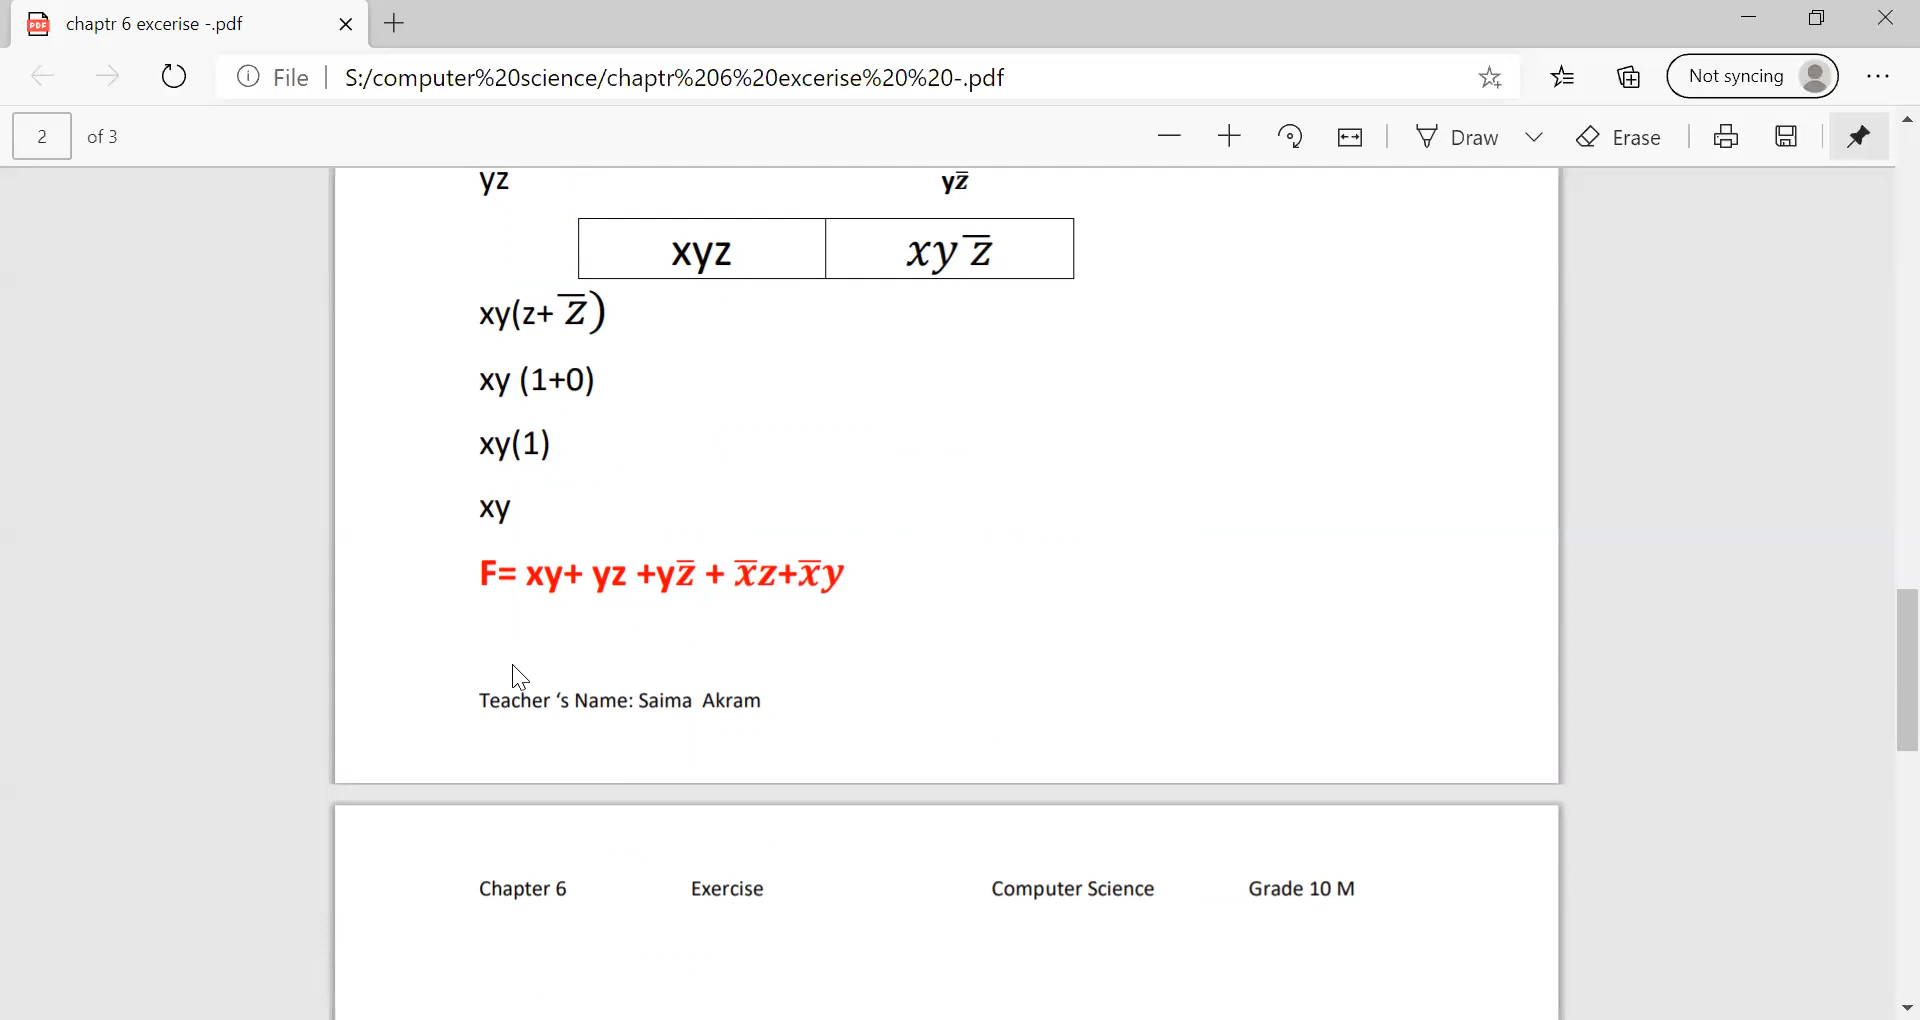 chaptr 6 excerise -.pdf
File | S:/computer%20science/chaptr%206%20excerise%20%20-.pdf
Not syncing
2 of 3
Draw
Erase
yz yz̅
xyz xy z̅
xy(z+ z̅)
xy (1+0)
xy(1)
xy
F= xy+ yz +yz̅ + x̅z+x̅y
Teacher ‘s Name: Saima Akram
Chapter 6 Exercise Computer Science Grade 10 M